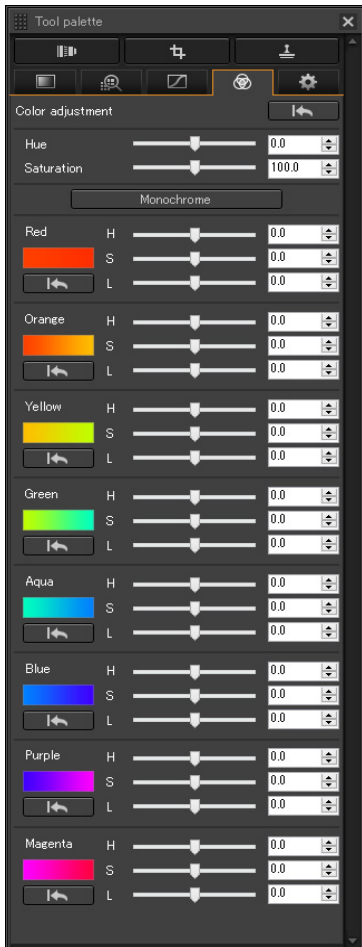 Tool palette
Color adjustment
Hue 0.0
Saturation 100.0
Monochrome
Red H 0.0
S 0.0
L 0.0
Orange H 0.0
S 0.0
L 0.0
Yellow H 0.0
S 0.0
L 0.0
Green H 0.0
S 0.0
L 0.0
Aqua H 0.0
S 0.0
L 0.0
Blue H 0.0
S 0.0
L 0.0
Purple H 0.0
S 0.0
L 0.0
Magenta H 0.0
S 0.0
L 0.0